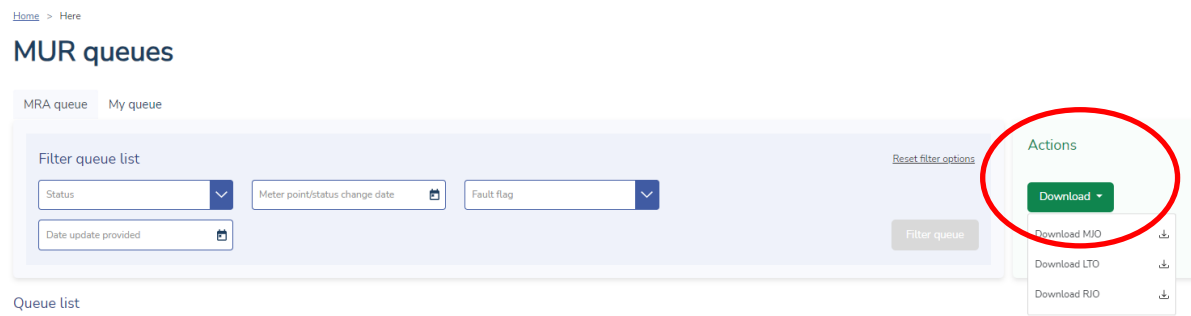 Home > Here
MUR queues
MRA queue My queue
Filter queue list
Reset filter options
Status
Meter point/status change date
Fault flag
Date update provided
Filter queue
Actions
Download
Download MJO
Download LTO
Download RJO
Queue list